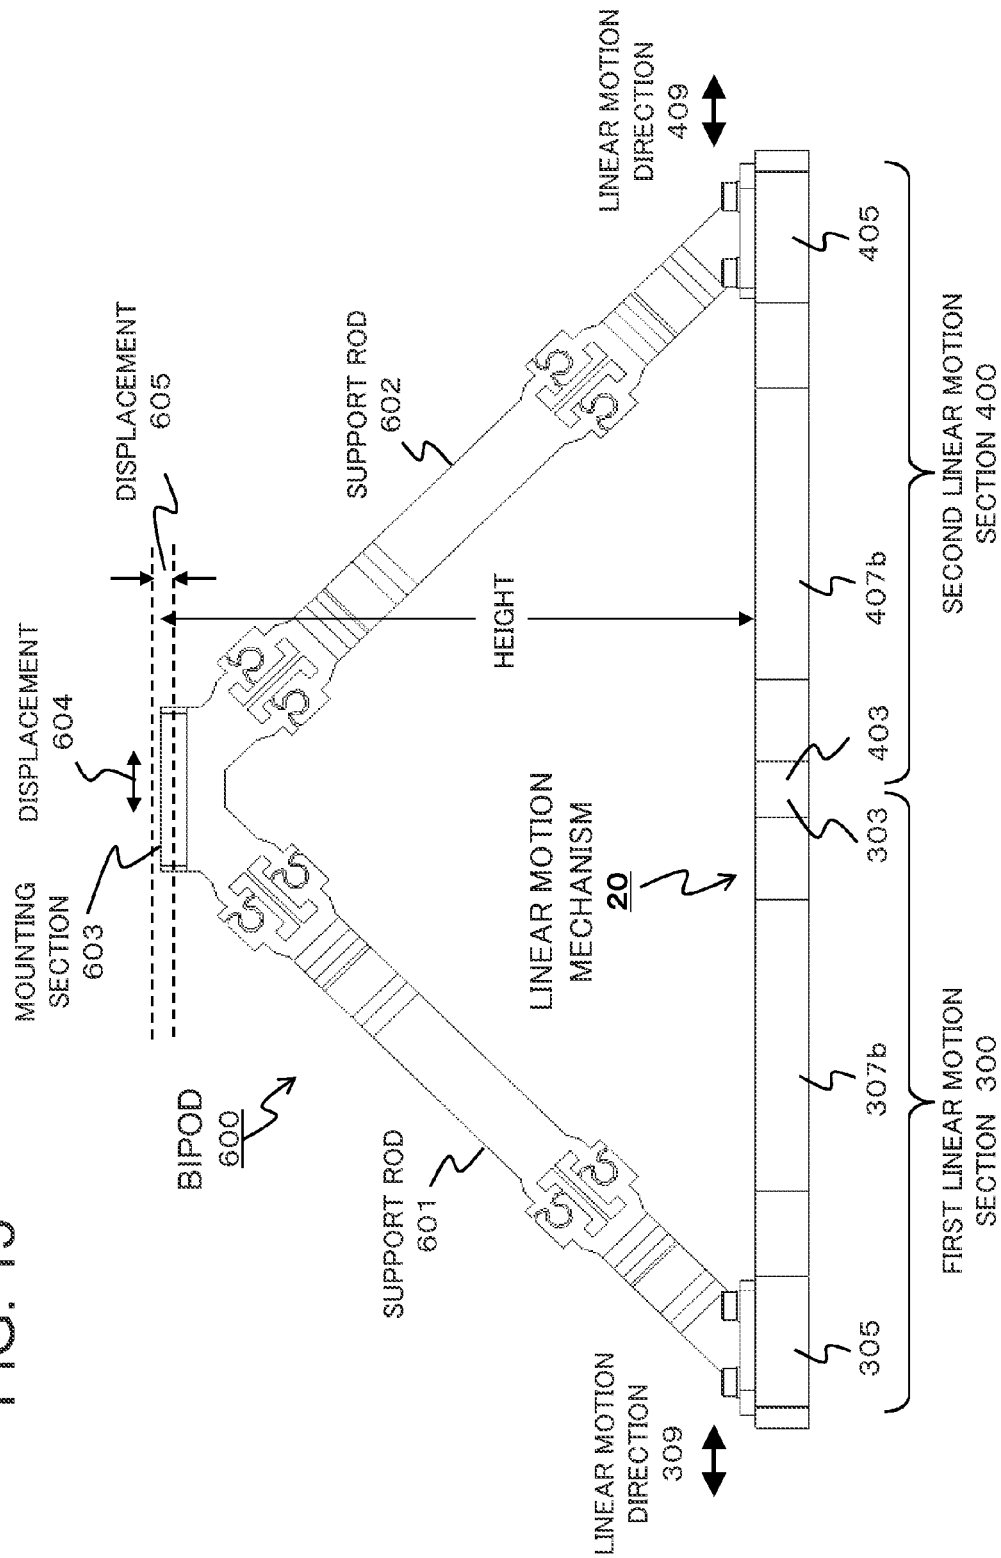 FIG.
MOUNTING
SECTION
603
DISPLACEMENT
604
DISPLACEMENT
605
BIPOD
600
SUPPORT ROD
601
SUPPORT ROD
602
HEIGHT
LINEAR MOTION
MECHANISM
20
LINEAR MOTION
DIRECTION
309
LINEAR MOTION
DIRECTION
409
305
307b
303
403
407b
405
FIRST LINEAR MOTION
SECTION 300
SECOND LINEAR MOTION
SECTION 400